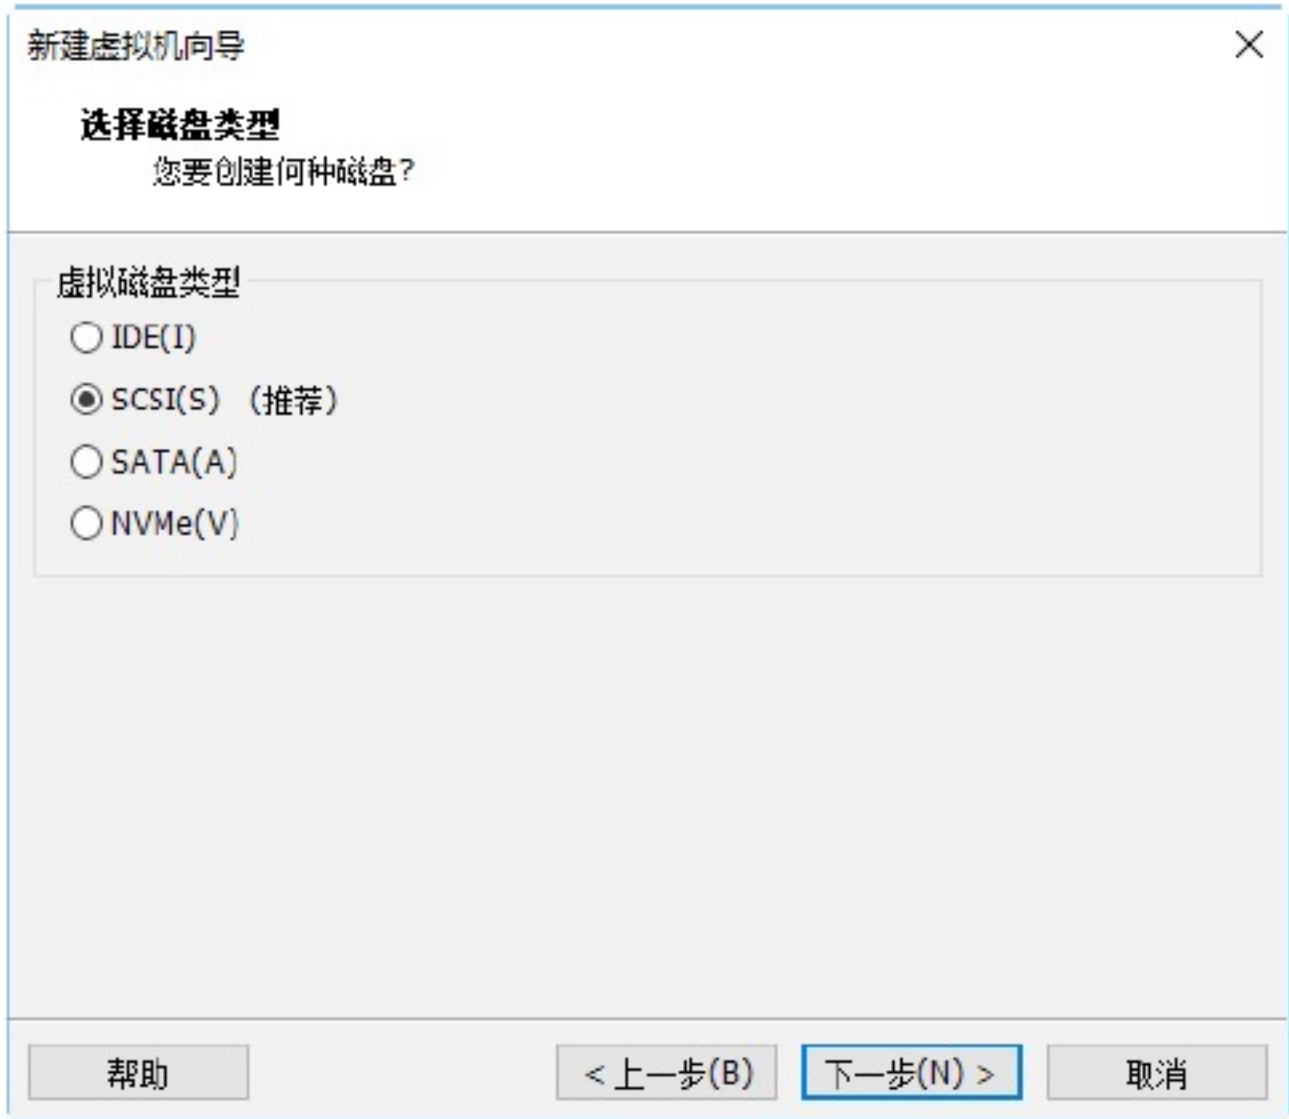 新建虚拟机向导
选择磁盘类型
您要创建何种磁盘?
虚拟磁盘类型
IDE(I)
SCSI(S) (推荐)
SATA(A)
NVMe(V)
帮助
< 上一步(B)
下一步(N) >
取消